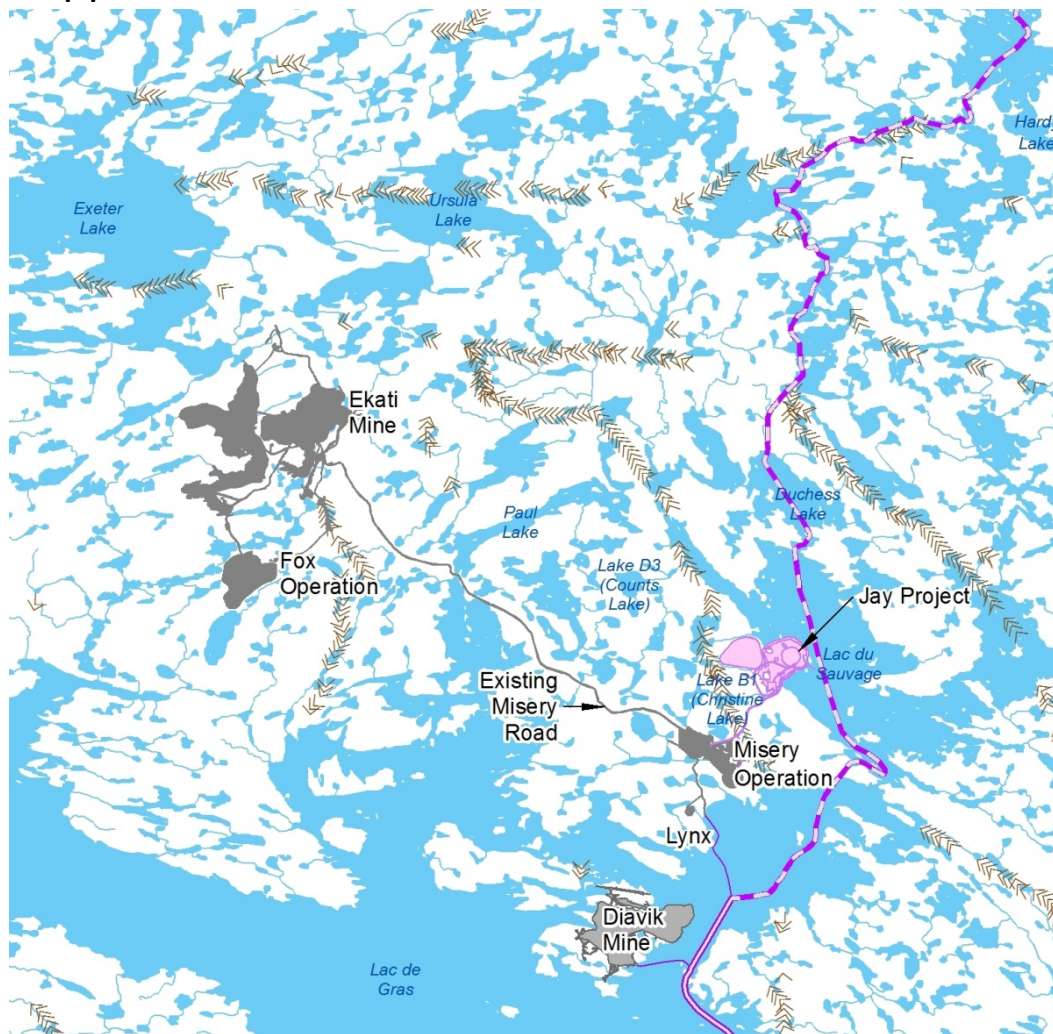 Hard
Lake
Exeter
Lake
Ursula
Lake
Ekati
Mine
Duchess
Lake
Paul
Lake
Fox
Operation
Lake D3
(Counts
Lake)
Jay Project
Lac du
Sauvage
Lake B1
(Christine
Lake)
Existing
Misery
Road
Misery
Operation
Lynx
Diavik
Mine
Lac de
Gras